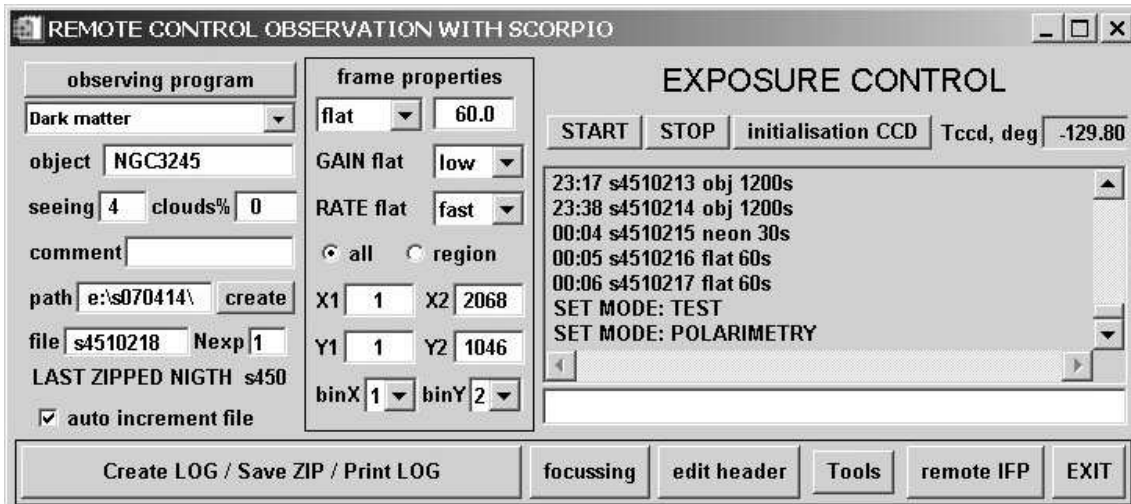 REMOTE CONTROL OBSERVATION WITH SCORPIO
observing program
Dark matter
object NGC3245
seeing 4 clouds% 0
comment
path e:\s070414\ create
file s4510218 Nexp 1
LAST ZIPPED NIGTH s450
auto increment file
frame properties
flat 60.0
GAIN flat low
RATE flat fast
all region
X1 1 X2 2068
Y1 1 Y2 1046
binX 1 binY 2
EXPOSURE CONTROL
START STOP initialisation CCD Tccd, deg -129.80
23:17 s4510213 obj 1200s
23:38 s4510214 obj 1200s
00:04 s4510215 neon 30s
00:05 s4510216 flat 60s
00:06 s4510217 flat 60s
SET MODE: TEST
SET MODE: POLARIMETRY
Create LOG / Save ZIP / Print LOG focussing edit header Tools remote IFP EXIT